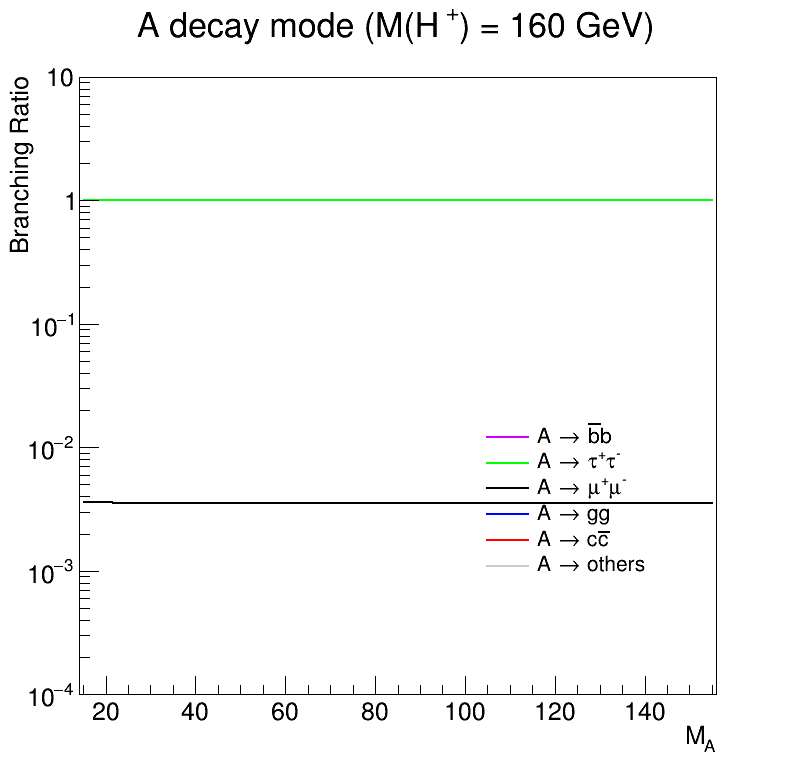 A decay mode (M(H⁺) = 160 GeV)
Branching Ratio
10
1
10⁻¹
10⁻²
10⁻³
10⁻⁴
A → b̅b
A → τ⁺τ⁻
A → μ⁺μ⁻
A → gg
A → cc̅
A → others
20 40 60 80 100 120 140
M_A